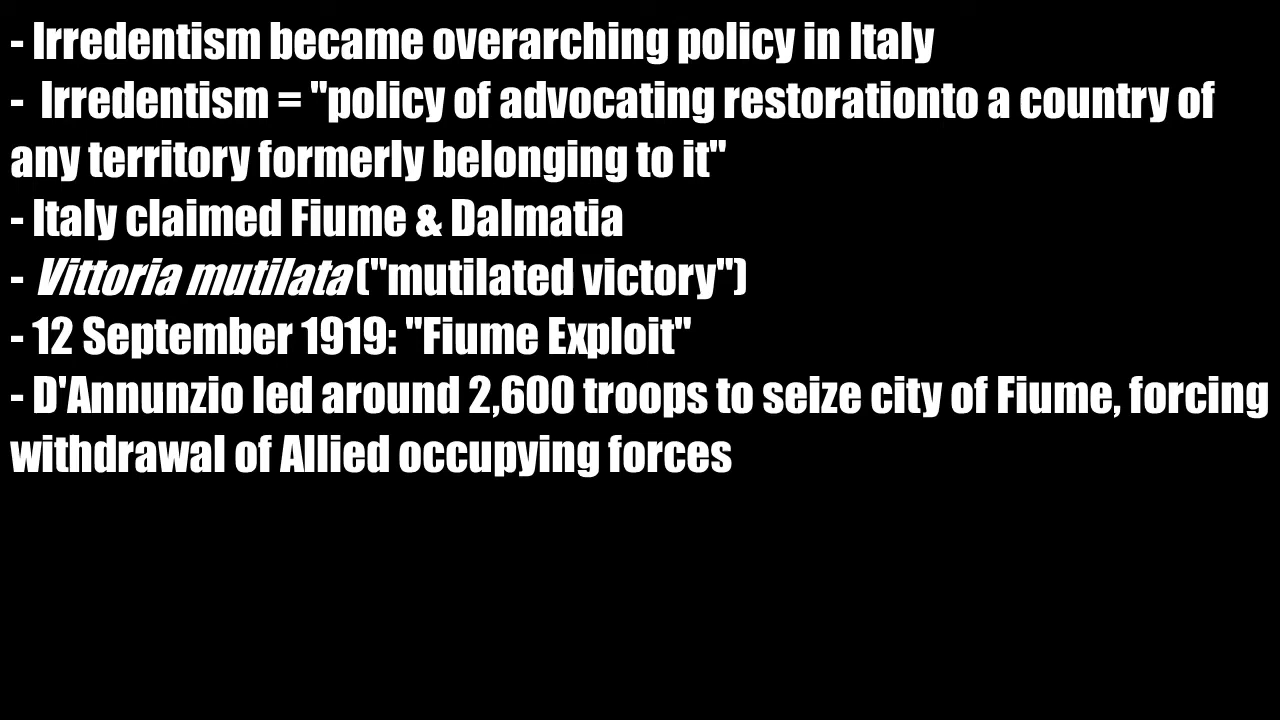 - Irredentism became overarching policy in Italy
- Irredentism = "policy of advocating restorationto a country of
any territory formerly belonging to it"
- Italy claimed Fiume & Dalmatia
- Vittoria mutilata ("mutilated victory")
- 12 September 1919: "Fiume Exploit"
- D'Annunzio led around 2,600 troops to seize city of Fiume, forcing
withdrawal of Allied occupying forces